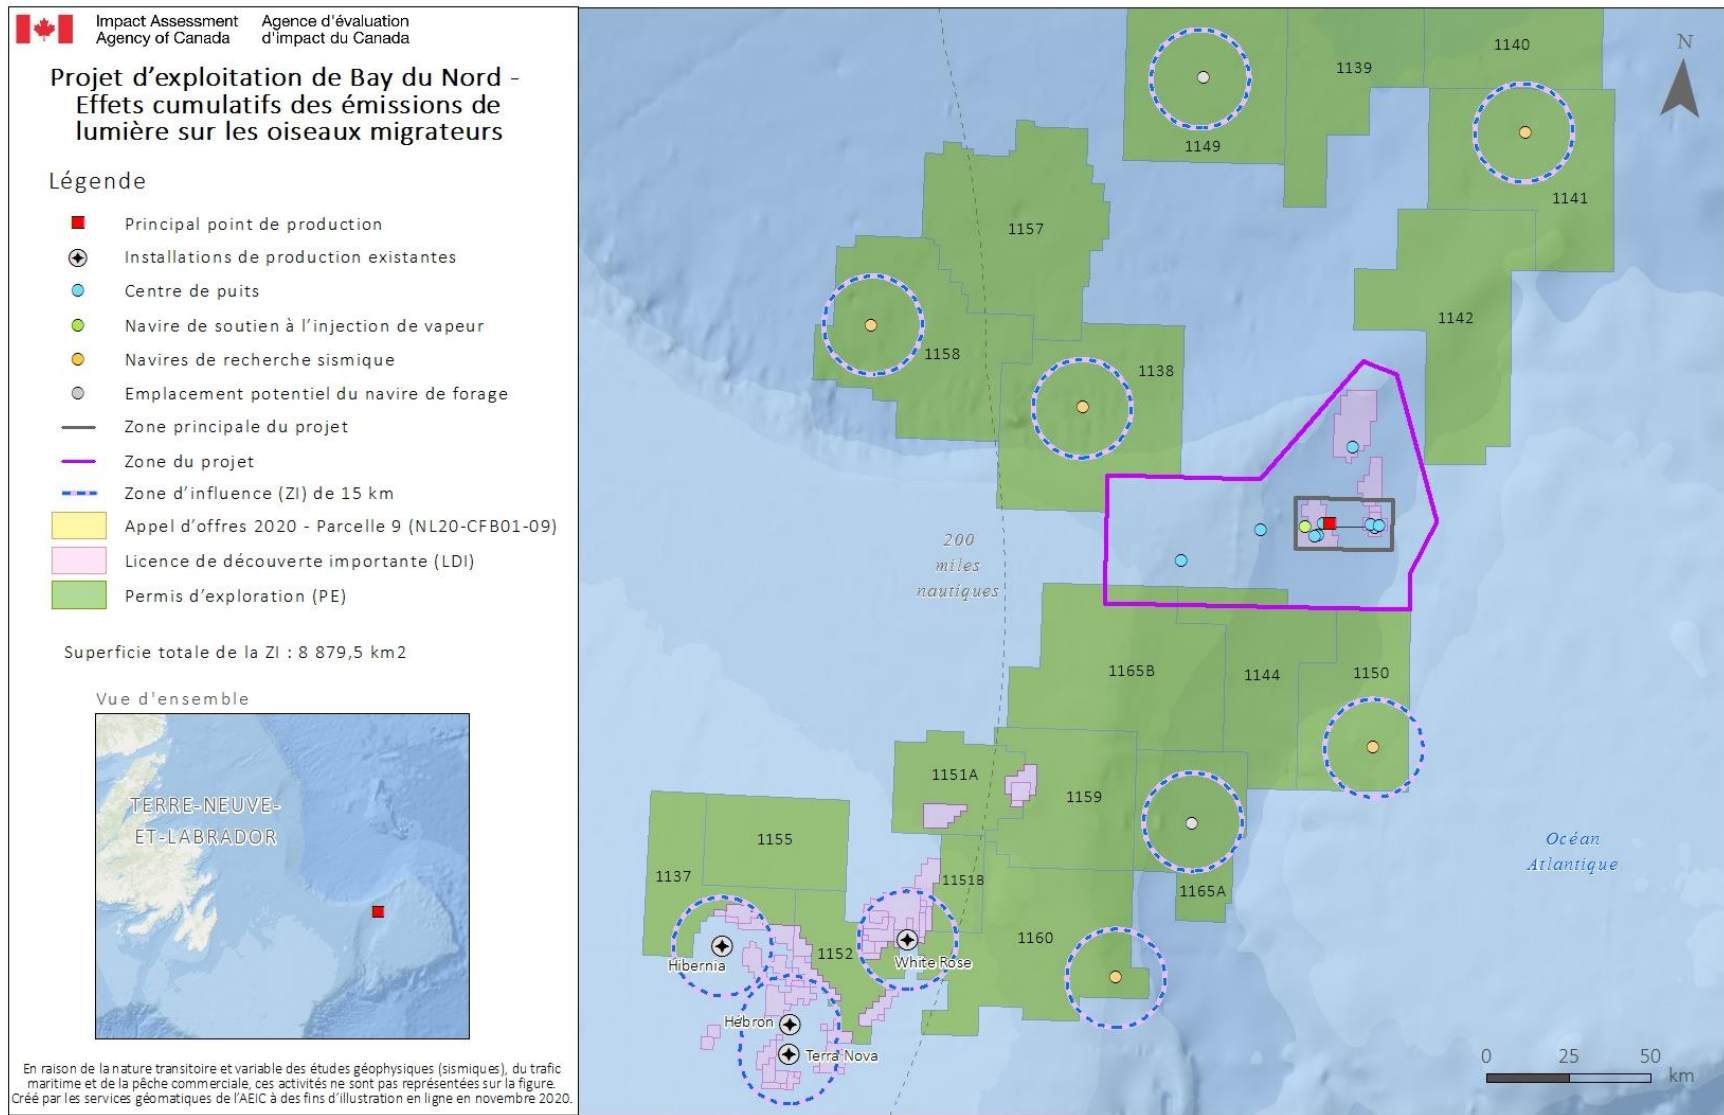 Impact Assessment
Agency of Canada
Agence d'évaluation
d'impact du Canada
Projet d'exploitation de Bay du Nord -
Effets cumulatifs des émissions de
lumière sur les oiseaux migrateurs
Légende
Principal point de production
Installations de production existantes
Centre de puits
Navire de soutien à l'injection de vapeur
Navires de recherche sismique
Emplacement potentiel du navire de forage
Zone principale du projet
Zone du projet
Zone d'influence (ZI) de 15 km
Appel d'offres 2020 - Parcelle 9 (NL20-CFB01-09)
Licence de découverte importante (LDI)
Permis d'exploration (PE)
Superficie totale de la ZI : 8 879,5 km2
Vue d'ensemble
TERRE-NEUVE-
ET-LABRADOR
En raison de la nature transitoire et variable des études géophysiques (sismiques), du trafic
maritime et de la pêche commerciale, ces activités ne sont pas représentées sur la figure.
Créé par les services géomatiques de l'AEIC à des fins d'illustration en ligne en novembre 2020.
N
1140
1139
1149
1141
1157
1142
1158
1138
200
miles
nautiques
1165B
1144
1150
1151A
1159
1155
1137
1151B
1165A
1152
1160
Hibernia
White Rose
Hebron
Terra Nova
Océan
Atlantique
0 25 50
km